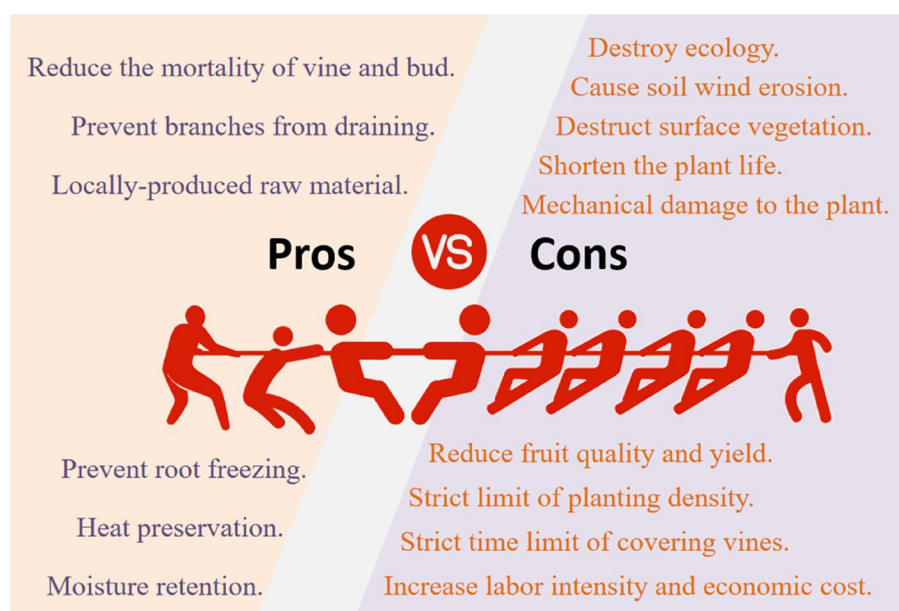 Reduce the mortality of vine and bud.
Prevent branches from draining.
Locally-produced raw material.
Destroy ecology.
Cause soil wind erosion.
Destruct surface vegetation.
Shorten the plant life.
Mechanical damage to the plant.
Pros
VS
Cons
Prevent root freezing.
Heat preservation.
Moisture retention.
Reduce fruit quality and yield.
Strict limit of planting density.
Strict time limit of covering vines.
Increase labor intensity and economic cost.